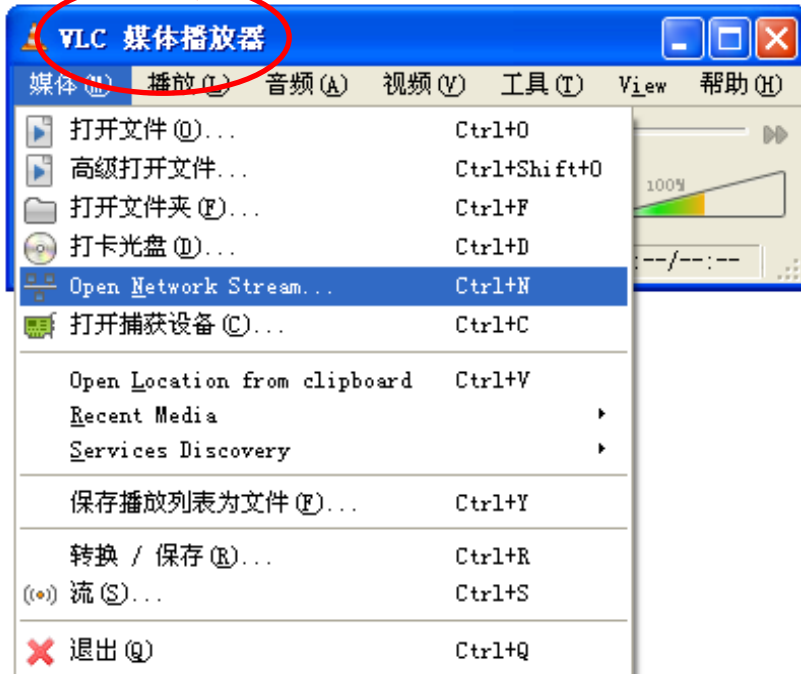 VLC 媒体播放器
媒体(M) 播放(L) 音频(A) 视频(V) 工具(T) View 帮助(H)
打开文件(O)... Ctrl+O
高级打开文件... Ctrl+Shift+O
100%
打开文件夹(F)... Ctrl+F
打卡光盘(D)... Ctrl+D
:--/--:--
Open Network Stream... Ctrl+N
打开捕获设备(C)... Ctrl+C
Open Location from clipboard Ctrl+V
Recent Media
Services Discovery
保存播放列表为文件(F)... Ctrl+Y
转换 / 保存(R)... Ctrl+R
流(S)... Ctrl+S
退出(Q) Ctrl+Q